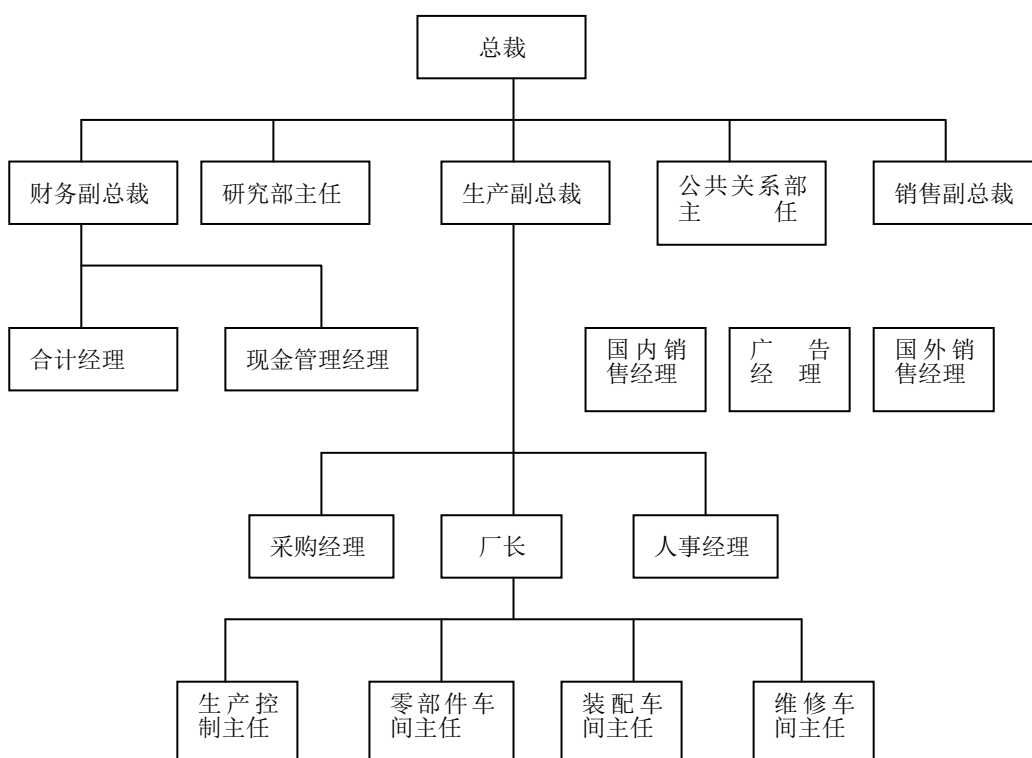 总裁
财务副总裁
研究部主任
生产副总裁
公共关系部
主 任
销售副总裁
合计经理
现金管理经理
国内销
售经理
广 告
经 理
国外销
售经理
采购经理
厂长
人事经理
生产控
制主任
零部件车
间主任
装配车
间主任
维修车
间主任